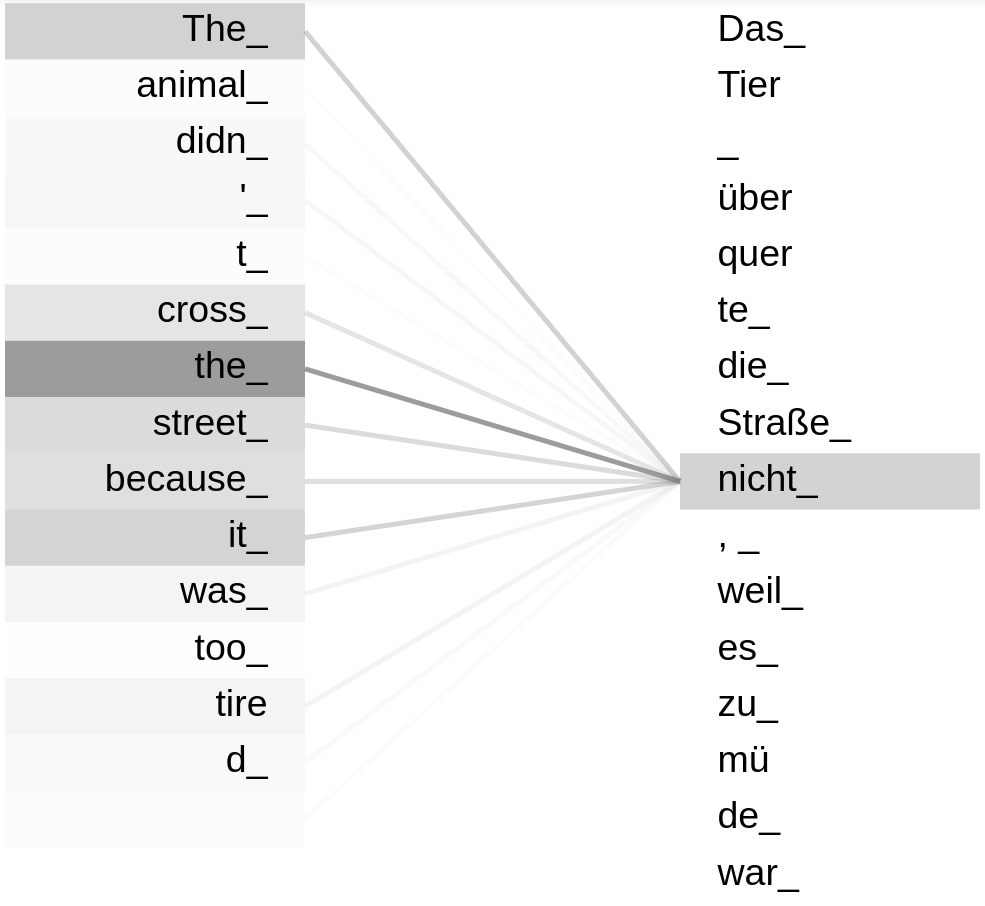 The_
animal_
didn_
'_
t_
cross_
the_
street_
because_
it_
was_
too_
tire
d_
Das_
Tier
_
über
quer
te_
die_
Straße_
nicht_
, _
weil_
es_
zu_
mü
de_
war_